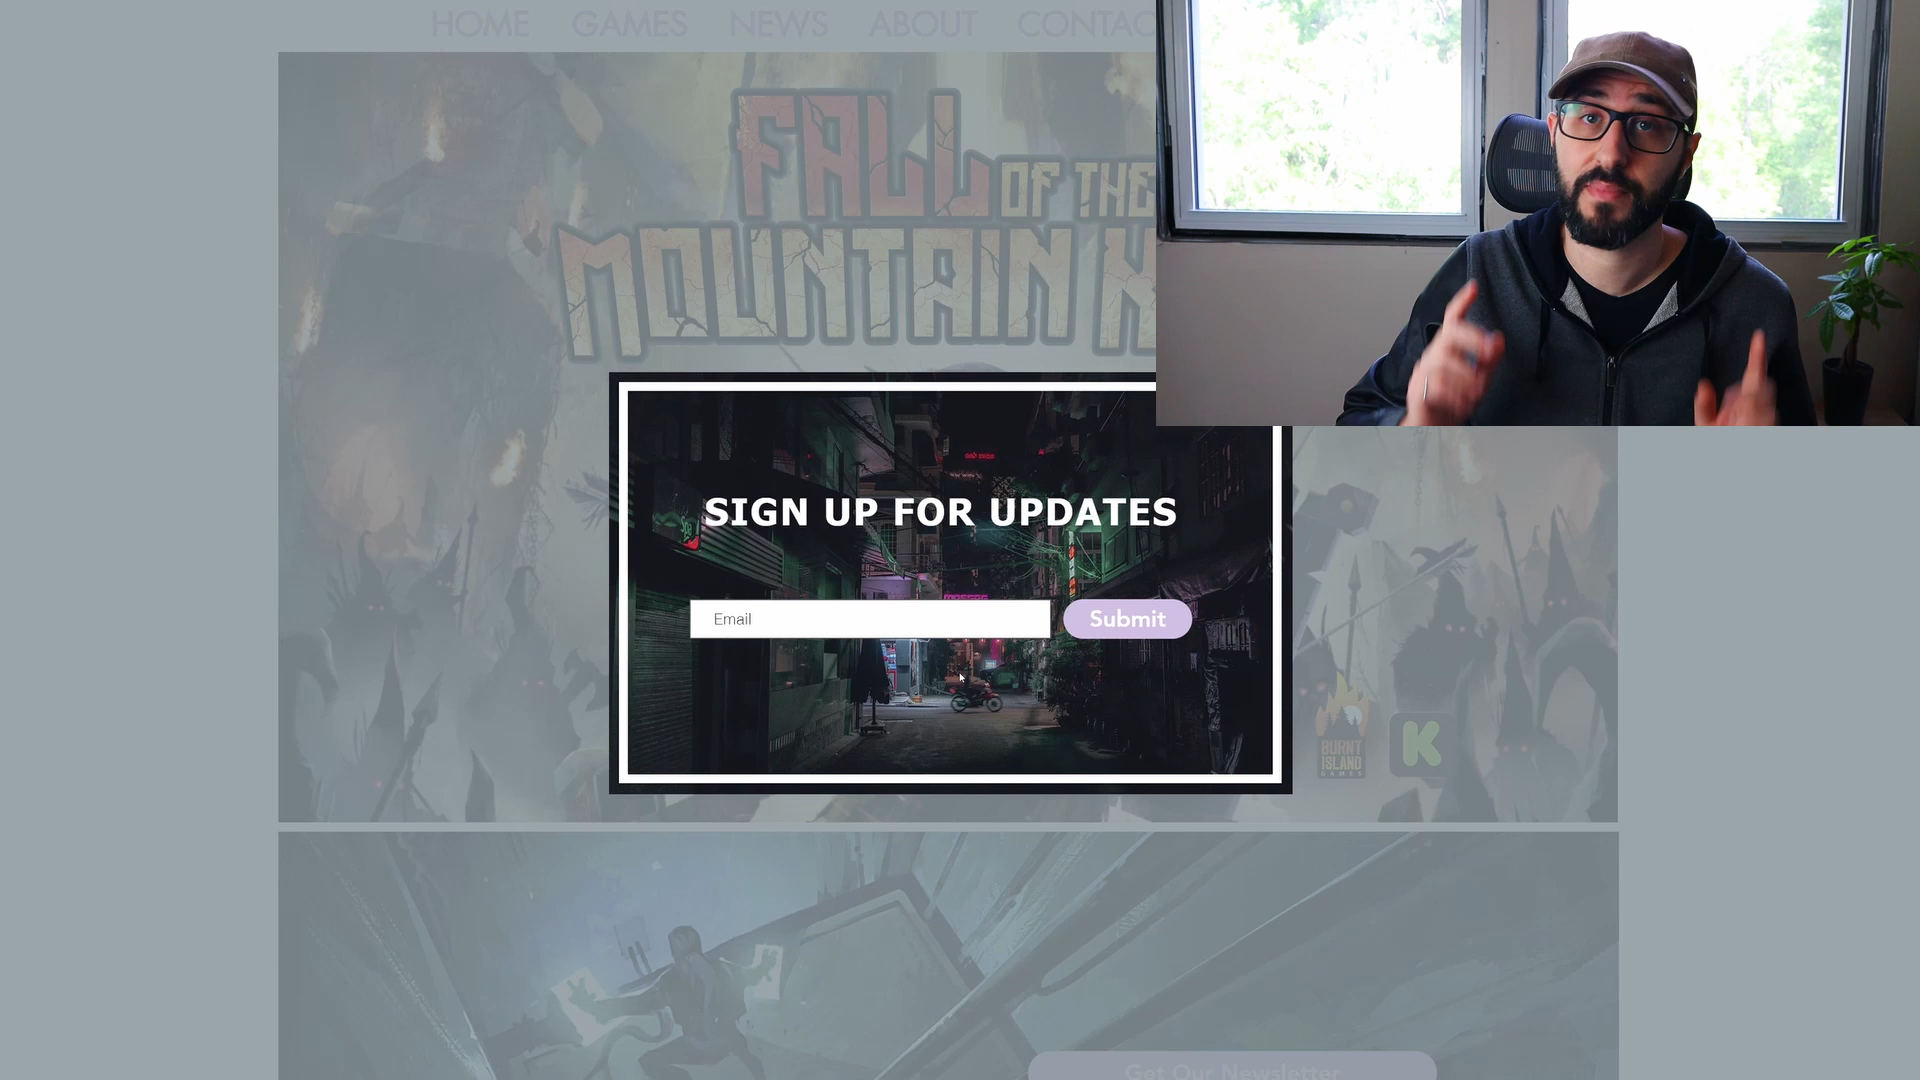 HOME GAMES NEWS ABOUT CONTAC
FALL OF THE
MOUNTAIN K
SIGN UP FOR UPDATES
Email
Submit
BURNT
ISLAND
GAMES
K
Get Our Newsletter